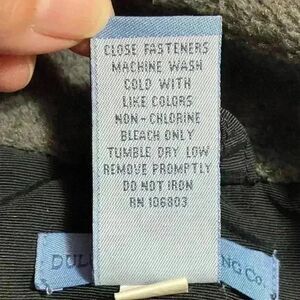 CLOSE FASTENERS
MACHINE WASH
COLD WITH
LIKE COLORS
NON-CHLORINE
BLEACH ONLY
TUMBLE DRY LOW
REMOVE PROMPTLY
DO NOT IRON
RN 106803
Co.